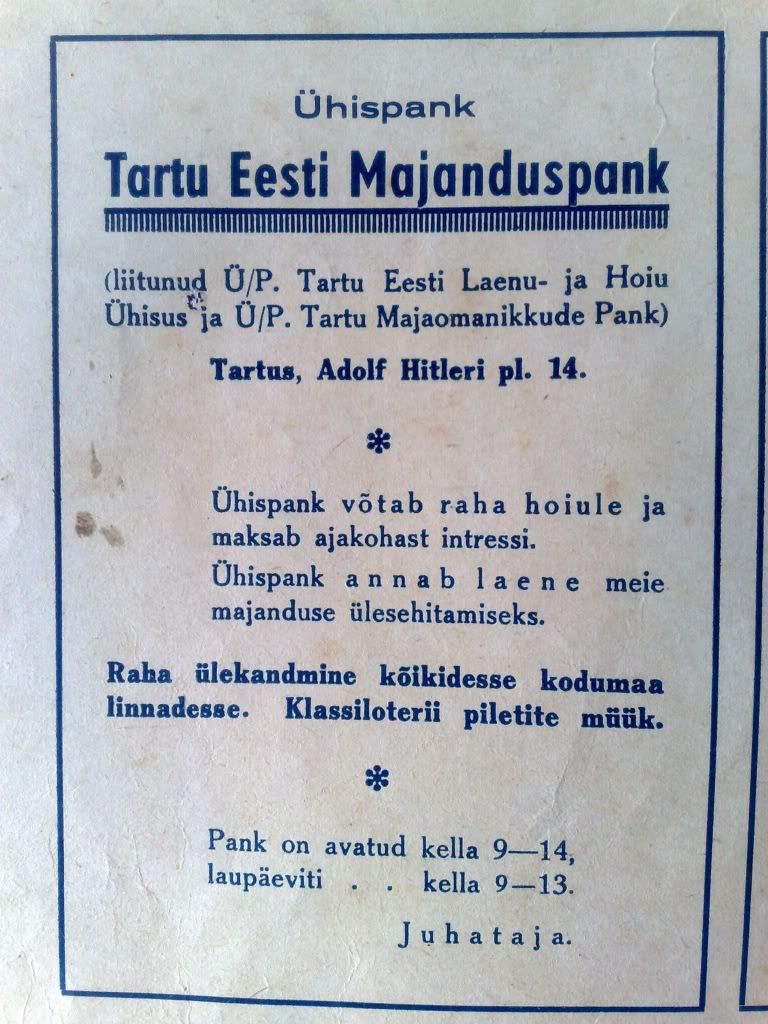 Ühispank
Tartu Eesti Majanduspank
(liitunud Ü/P. Tartu Eesti Laenu- ja Hoiu
Ühisus ja Ü/P. Tartu Majaomanikkude Pank)
Tartus, Adolf Hitleri pl. 14.
Ühispank võtab raha hoiule ja
maksab ajakohast intressi.
Ühispank annab laene meie
majanduse ülesehitamiseks.
Raha ülekandmine kõikidesse kodumaa
linnadesse. Klassiloterii piletite müük.
Pank on avatud kella 9—14,
laupäeviti . . kella 9—13.
Juhataja.